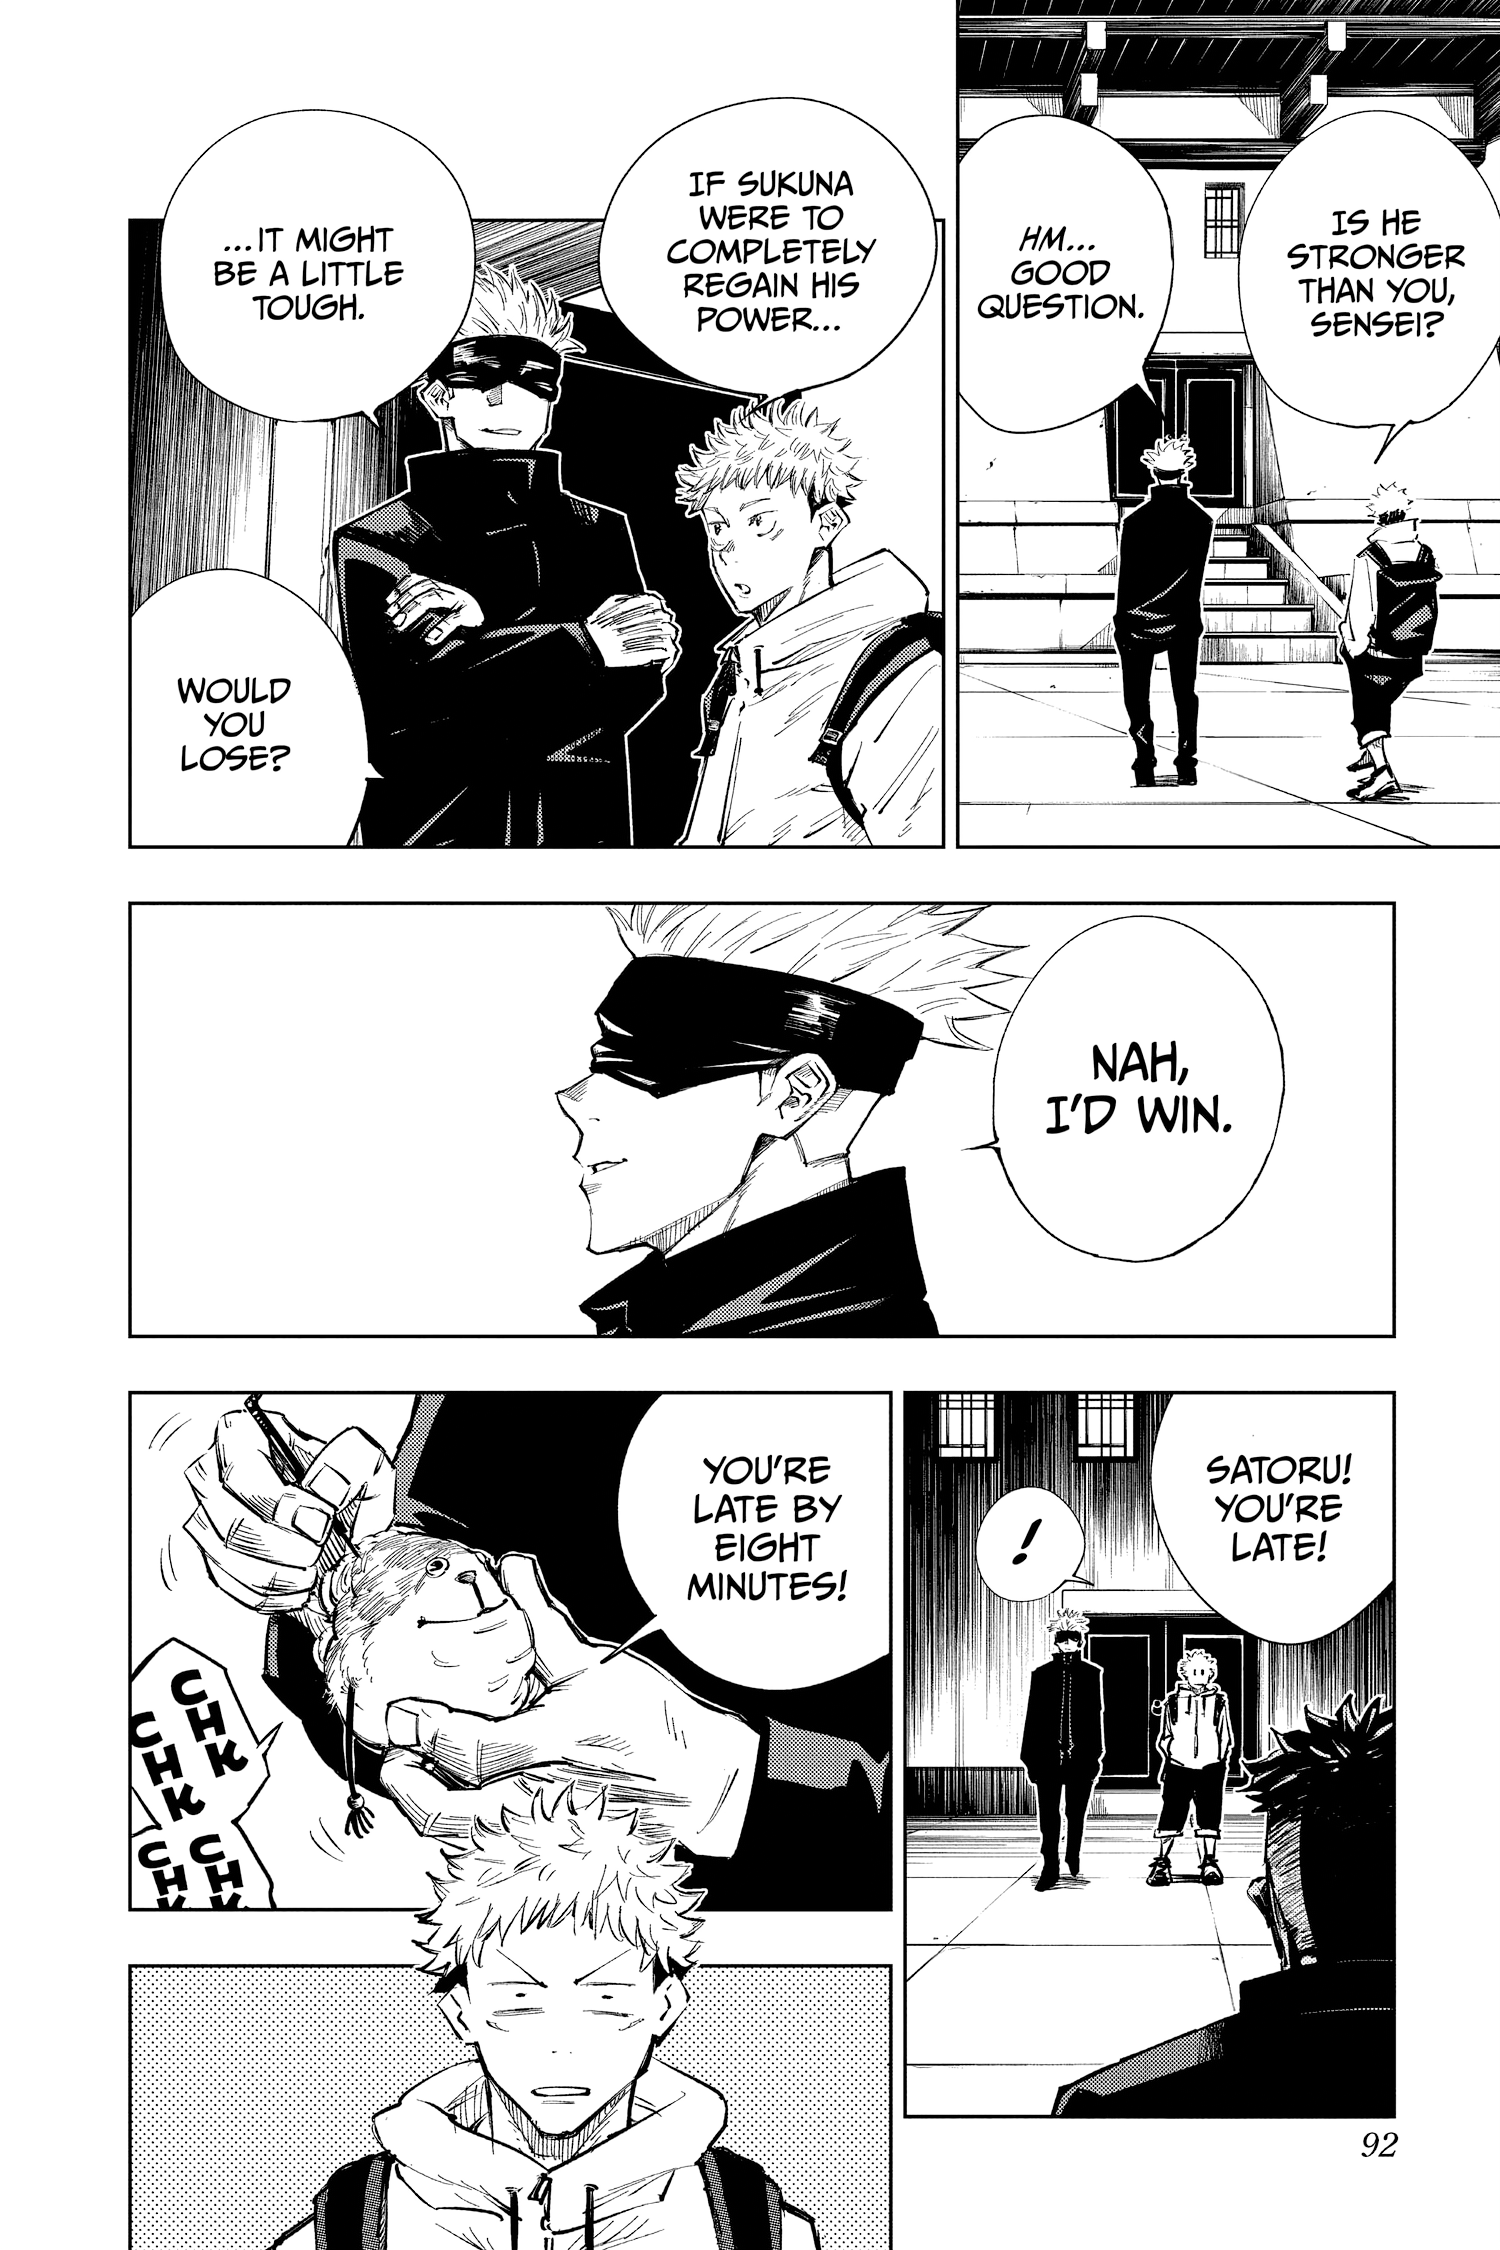 IS HE
STRONGER
THAN YOU,
SENSEI?
HM...
GOOD
QUESTION.
IF SUKUNA
WERE TO
COMPLETELY
REGAIN HIS
POWER...
...IT MIGHT
BE A LITTLE
TOUGH.
WOULD
YOU
LOSE?
NAH,
I'D WIN.
SATORU!
YOU'RE
LATE!
!
YOU'RE
LATE BY
EIGHT
MINUTES!
CHK
CHK
CHK
CHK
92